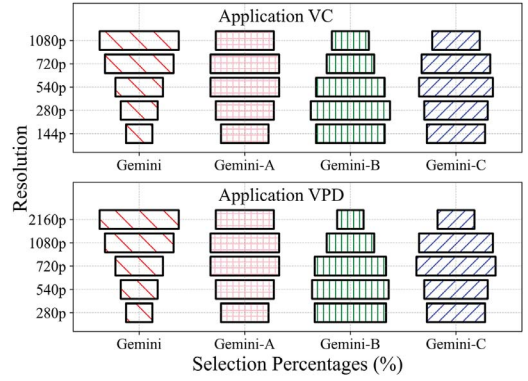 Application VC
1080p
720p
540p
280p
144p
Gemini Gemini-A Gemini-B Gemini-C
Resolution
Application VPD
2160p
1080p
720p
540p
280p
Gemini Gemini-A Gemini-B Gemini-C
Selection Percentages (%)